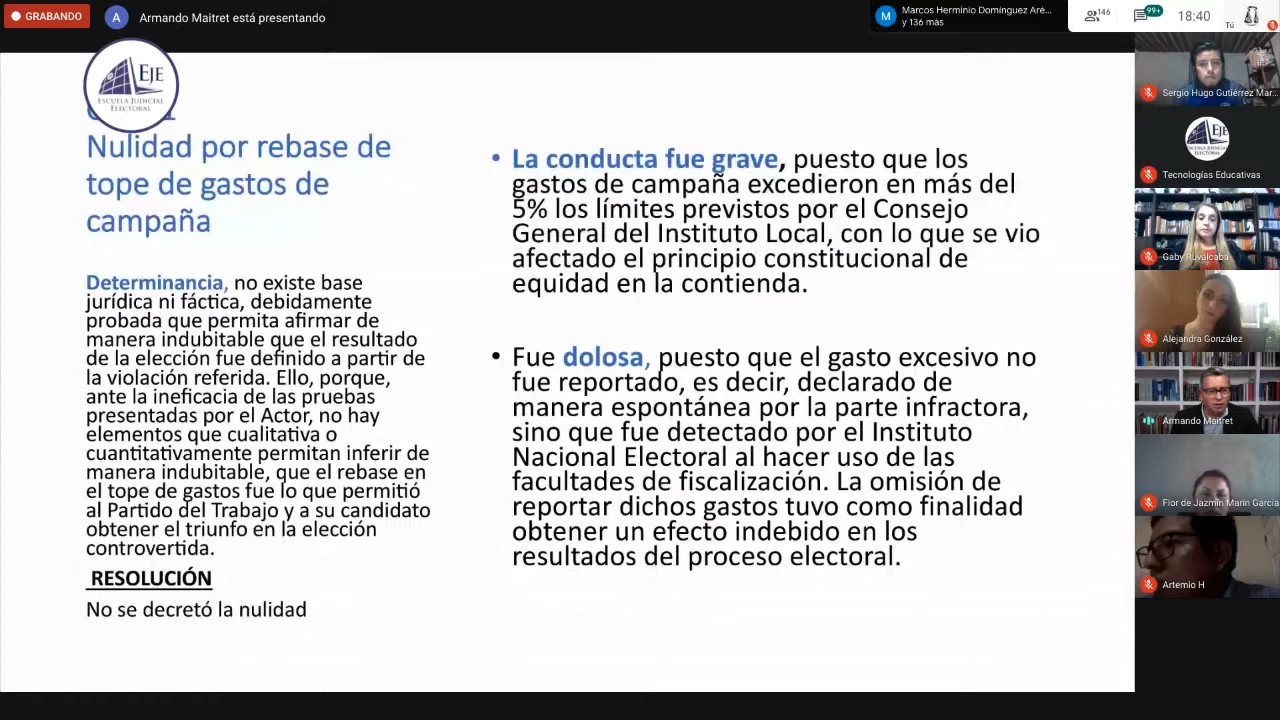 GRABANDO
A
Armando Maitret está presentando
M
Marcos Herminio Domínguez Aré...
y 136 más
146
99+
18:40
Tú
EJE
ESCUELA JUDICIAL
ELECTORAL
Nulidad por rebase de
tope de gastos de
campaña
Determinancia, no existe base
jurídica ni fáctica, debidamente
probada que permita afirmar de
manera indubitable que el resultado
de la elección fue definido a partir de
la violación referida. Ello, porque,
ante la ineficacia de las pruebas
presentadas por el Actor, no hay
elementos que cualitativa o
cuantitativamente permitan inferir de
manera indubitable, que el rebase en
el tope de gastos fue lo que permitió
al Partido del Trabajo y a su candidato
obtener el triunfo en la elección
controvertida.
RESOLUCIÓN
No se decretó la nulidad
• La conducta fue grave, puesto que los
gastos de campaña excedieron en más del
5% los límites previstos por el Consejo
General del Instituto Local, con lo que se vio
afectado el principio constitucional de
equidad en la contienda.
• Fue dolosa, puesto que el gasto excesivo no
fue reportado, es decir, declarado de
manera espontánea por la parte infractora,
sino que fue detectado por el Instituto
Nacional Electoral al hacer uso de las
facultades de fiscalización. La omisión de
reportar dichos gastos tuvo como finalidad
obtener un efecto indebido en los
resultados del proceso electoral.
Sergio Hugo Gutiérrez Mar...
EJE
ESCUELA JUDICIAL
ELECTORAL
Tecnologías Educativas
Gaby Ruvalcaba
Alejandra González
Armando Maitret
Flor de Jazmín Marín García
Artemio H